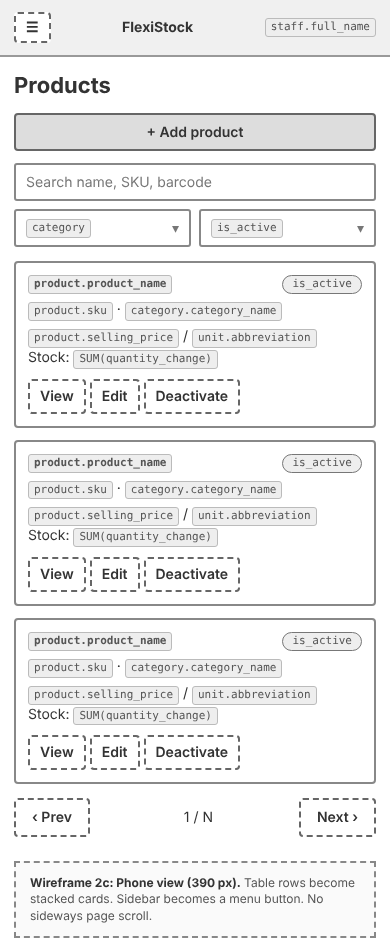 ☰ FlexiStock staff.full_name
Products
+ Add product
Search name, SKU, barcode
category ▼ is_active ▼
product.product_name is_active
product.sku · category.category_name
product.selling_price / unit.abbreviation
Stock: SUM(quantity_change)
View Edit Deactivate
product.product_name is_active
product.sku · category.category_name
product.selling_price / unit.abbreviation
Stock: SUM(quantity_change)
View Edit Deactivate
product.product_name is_active
product.sku · category.category_name
product.selling_price / unit.abbreviation
Stock: SUM(quantity_change)
View Edit Deactivate
‹ Prev 1 / N Next ›
Wireframe 2c: Phone view (390 px). Table rows become
stacked cards. Sidebar becomes a menu button. No
sideways page scroll.